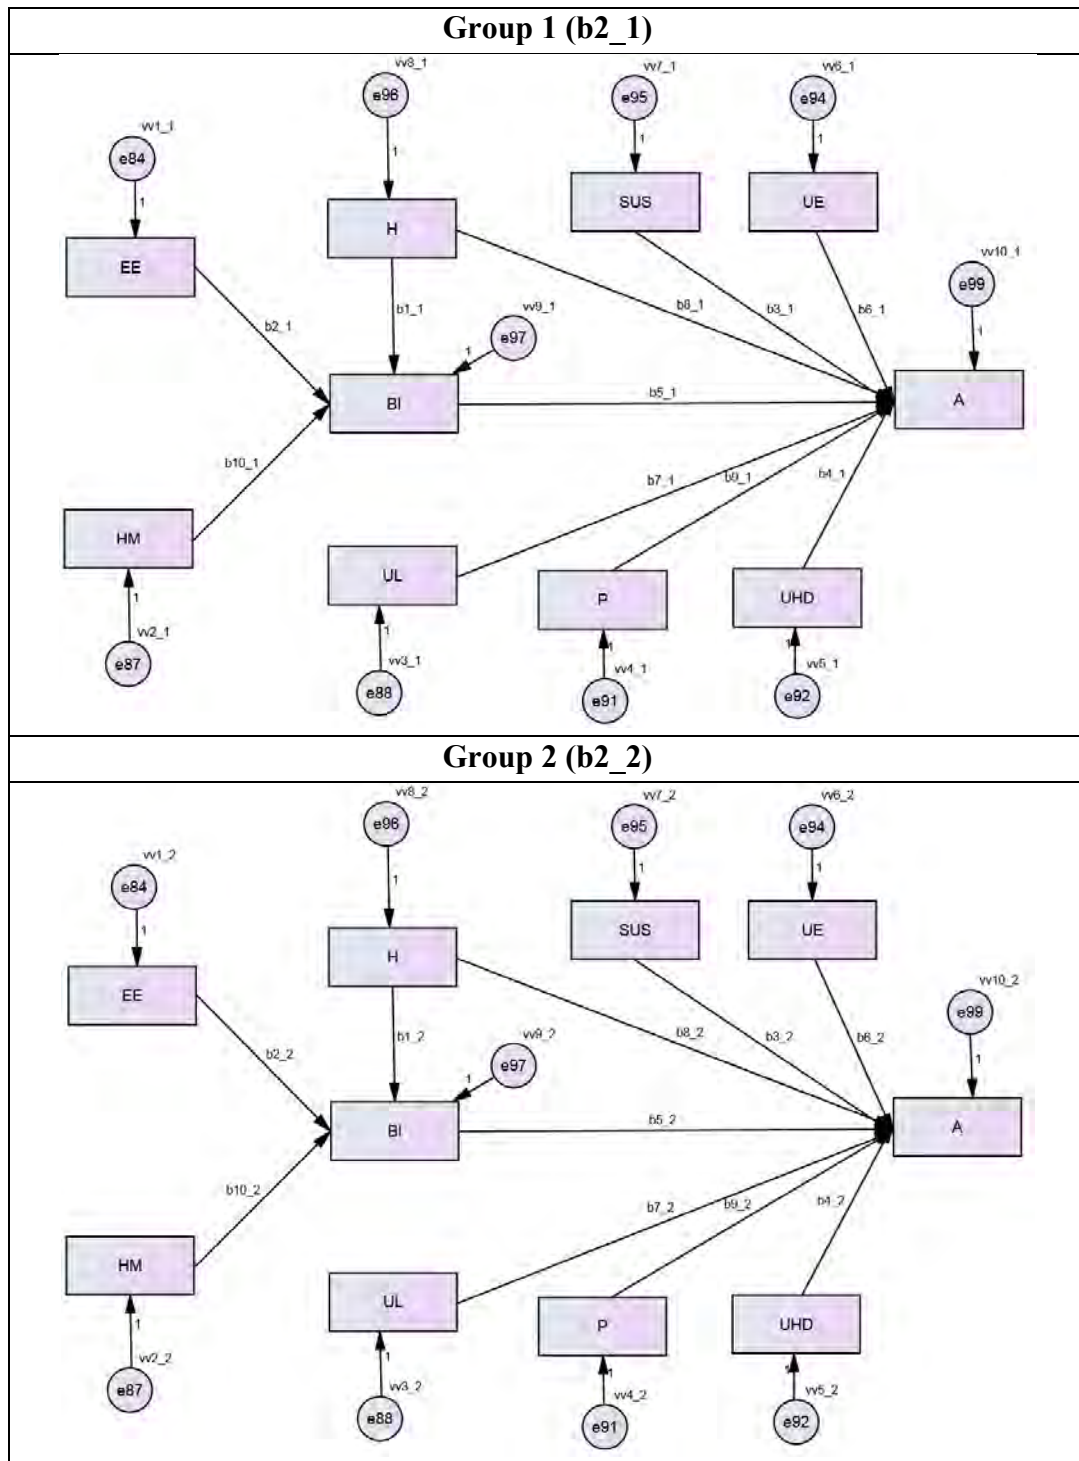 Group 1 (b2_1)
vv8_1
vv7_1
vv6_1
e96
e95
e94
vv1_1
e84
1
1
1
1
H
SUS
UE
EE
vv10_1
e99
b1_1
b8_1
b3_1
b6_1
1
b2_1
vv9_1
e97
1
BI
b5_1
A
b10_1
b7_1
b9_1
b4_1
HM
UL
P
UHD
1
1
1
1
vv2_1
vv3_1
vv4_1
vv5_1
e87
e88
e91
e92
Group 2 (b2_2)
vv8_2
vv7_2
vv6_2
e96
e95
e94
vv1_2
e84
1
1
1
1
H
SUS
UE
EE
vv10_2
e99
b1_2
b8_2
b3_2
b6_2
1
b2_2
vv9_2
e97
1
BI
b5_2
A
b10_2
b7_2
b9_2
b4_2
HM
UL
P
UHD
1
1
1
1
vv2_2
vv3_2
vv4_2
vv5_2
e87
e88
e91
e92